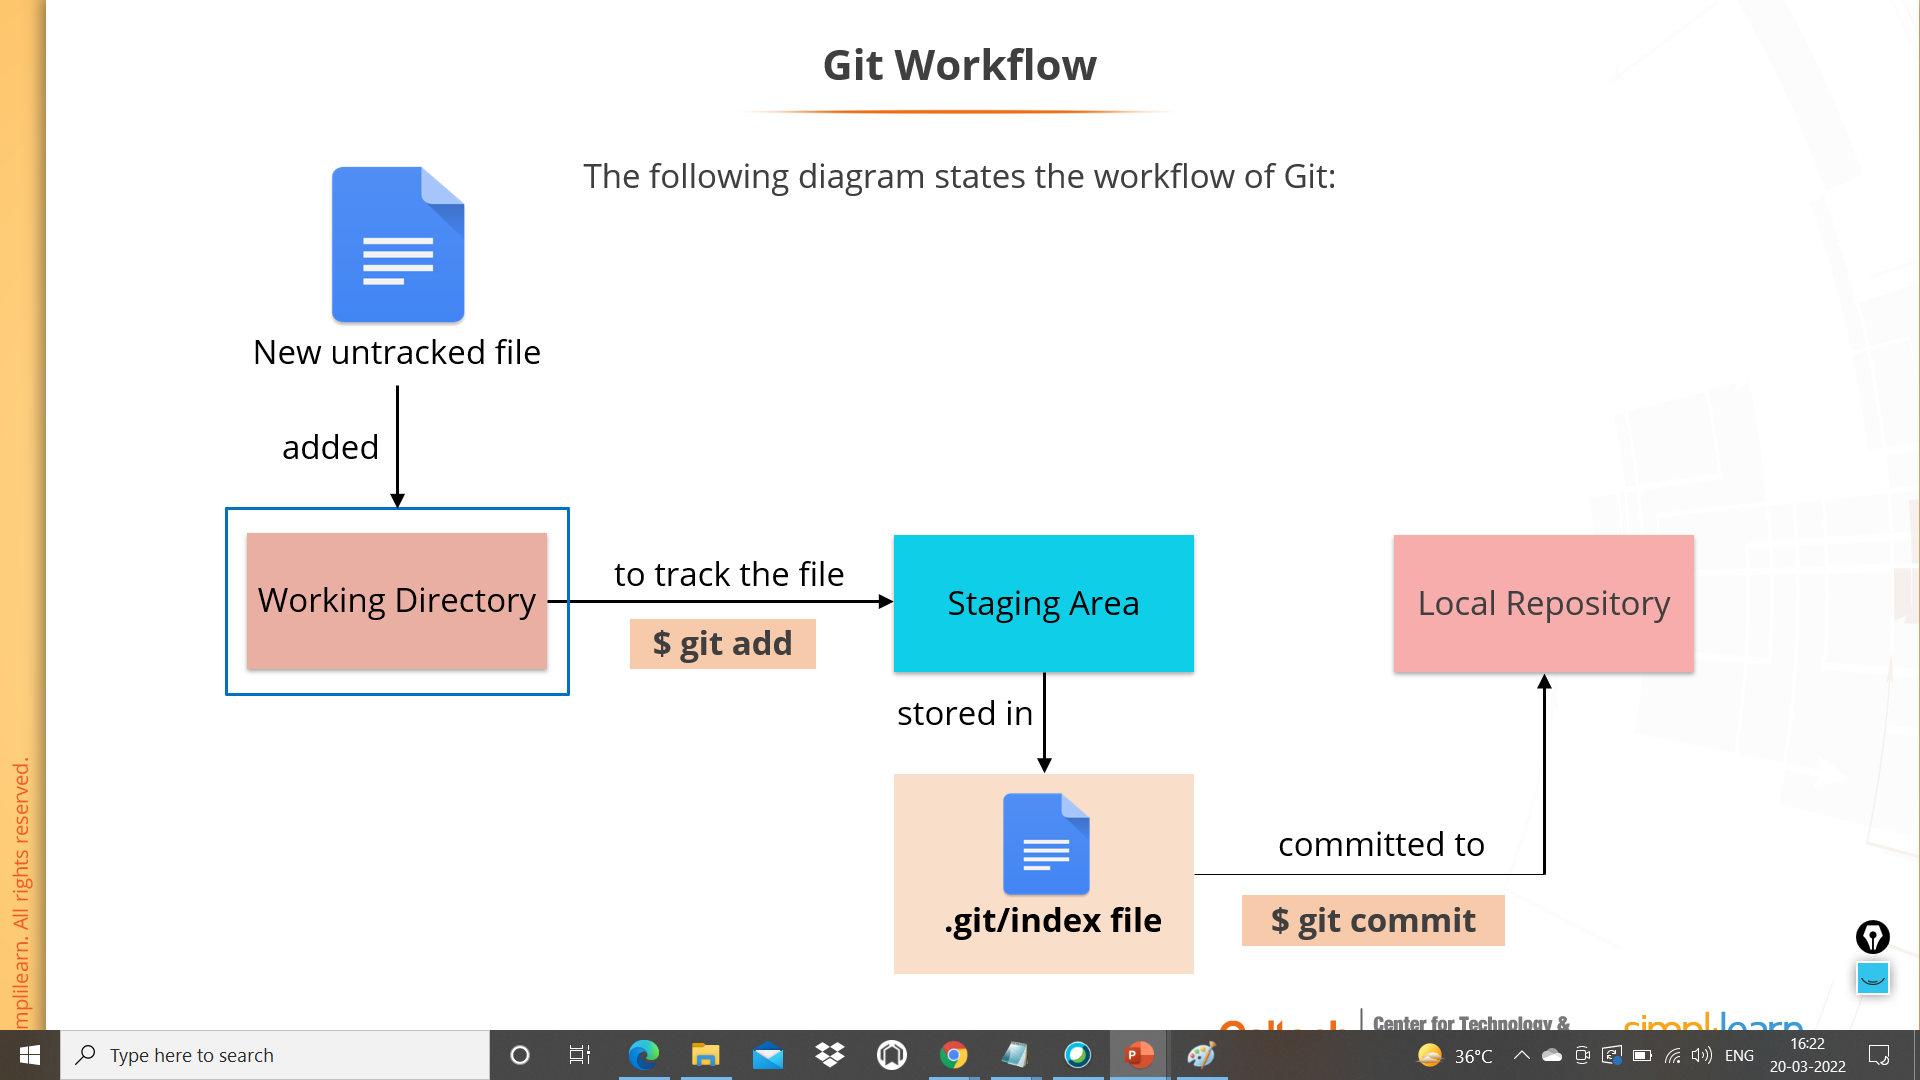 Git Workflow
The following diagram states the workflow of Git:
New untracked file
added
Working Directory
to track the file
$ git add
Staging Area
Local Repository
stored in
.git/index file
committed to
$ git commit
mplilearn. All rights reserved.
Center for Technology &
simplilearn
Type here to search
36°C
ENG
16:22
20-03-2022